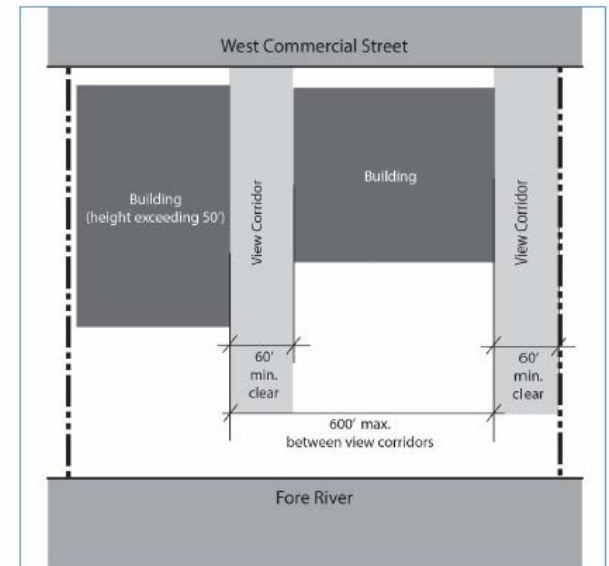 West Commercial Street
Building
(height exceeding 50')
View Corridor
Building
View Corridor
60'
min.
clear
60'
min.
clear
600' max.
between view corridors
Fore River